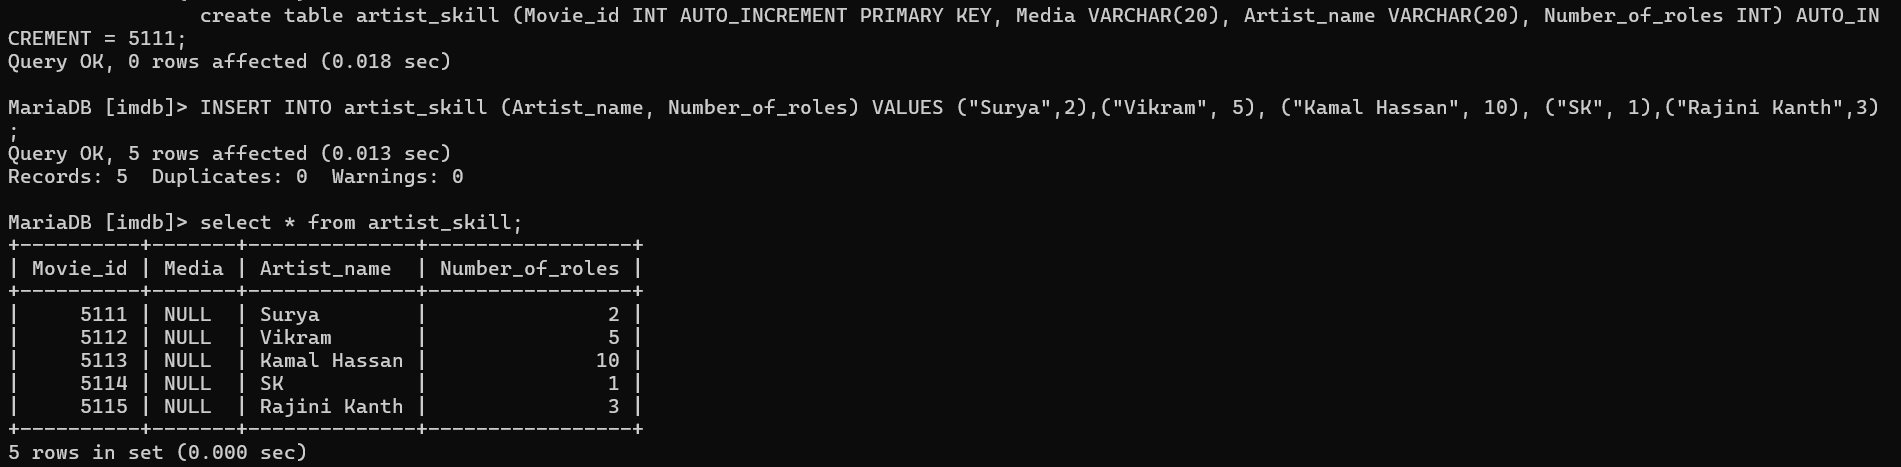 create table artist_skill (Movie_id INT AUTO_INCREMENT PRIMARY KEY, Media VARCHAR(20), Artist_name VARCHAR(20), Number_of_roles INT) AUTO_IN
CREMENT = 5111;
Query OK, 0 rows affected (0.018 sec)

MariaDB [imdb]> INSERT INTO artist_skill (Artist_name, Number_of_roles) VALUES ("Surya",2),("Vikram", 5), ("Kamal Hassan", 10), ("SK", 1),("Rajini Kanth",3)
;
Query OK, 5 rows affected (0.013 sec)
Records: 5  Duplicates: 0  Warnings: 0

MariaDB [imdb]> select * from artist_skill;
+----------+-------+--------------+-----------------+
| Movie_id | Media | Artist_name  | Number_of_roles |
+----------+-------+--------------+-----------------+
|     5111 | NULL  | Surya        |               2 |
|     5112 | NULL  | Vikram       |               5 |
|     5113 | NULL  | Kamal Hassan |              10 |
|     5114 | NULL  | SK           |               1 |
|     5115 | NULL  | Rajini Kanth |               3 |
+----------+-------+--------------+-----------------+
5 rows in set (0.000 sec)